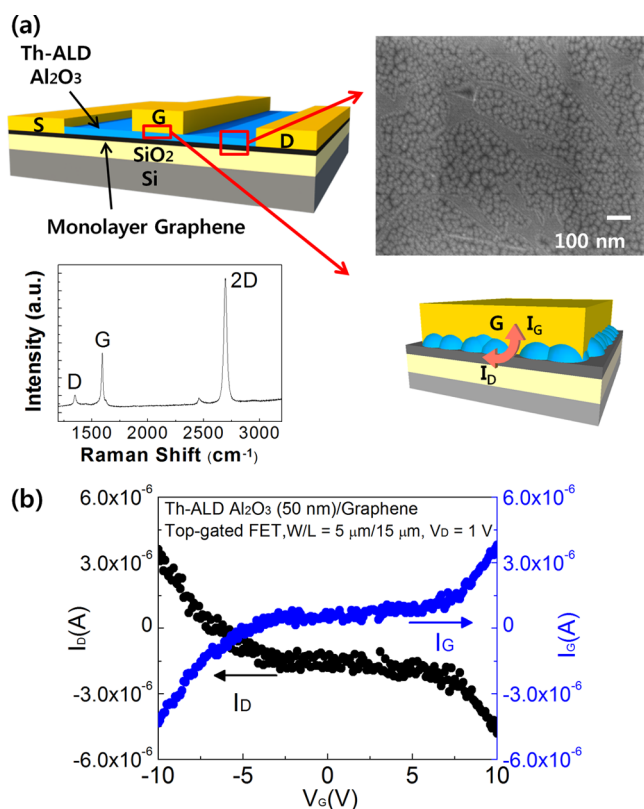 (a)
Th-ALD
Al2O3
S
G
D
SiO2
Si
Monolayer Graphene
100 nm
Intensity (a.u.)
D
G
2D
1500 2000 2500 3000
Raman Shift (cm-1)
G
IG
ID
(b)
6.0x10-6
3.0x10-6
0
-3.0x10-6
-6.0x10-6
ID(A)
Th-ALD Al2O3 (50 nm)/Graphene
Top-gated FET,W/L = 5 μm/15 μm, VD = 1 V
IG
ID
6.0x10-6
3.0x10-6
0
-3.0x10-6
-6.0x10-6
IG(A)
-10 -5 0 5 10
VG(V)